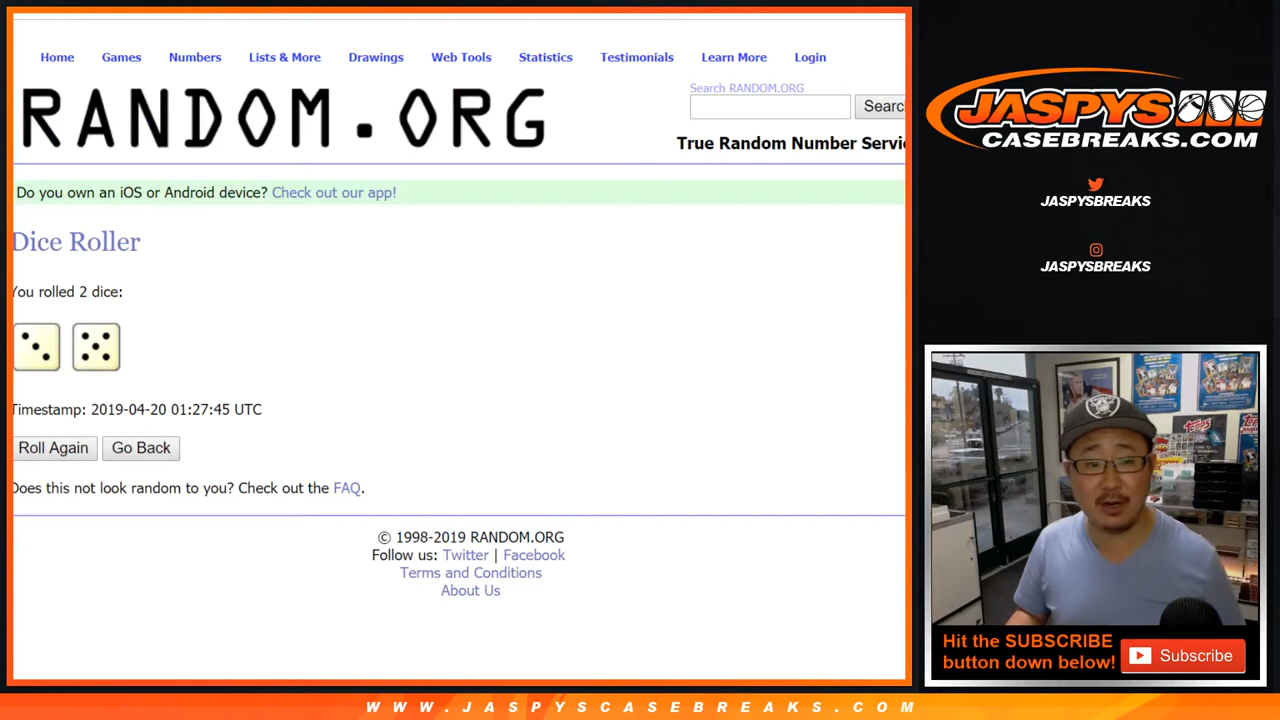 Home Games Numbers Lists & More Drawings Web Tools Statistics Testimonials Learn More Login
RANDOM.ORG
Search RANDOM.ORG
Searc
True Random Number Servi
Do you own an iOS or Android device? Check out our app!
Dice Roller
You rolled 2 dice:
Timestamp: 2019-04-20 01:27:45 UTC
Roll Again Go Back
Does this not look random to you? Check out the FAQ.
© 1998-2019 RANDOM.ORG
Follow us: Twitter | Facebook
Terms and Conditions
About Us
JASPYS
CASEBREAKS.COM
JASPYSBREAKS
JASPYSBREAKS
topps
Hit the SUBSCRIBE
button down below!
Subscribe
WWW.JASPYSCASEBREAKS.COM